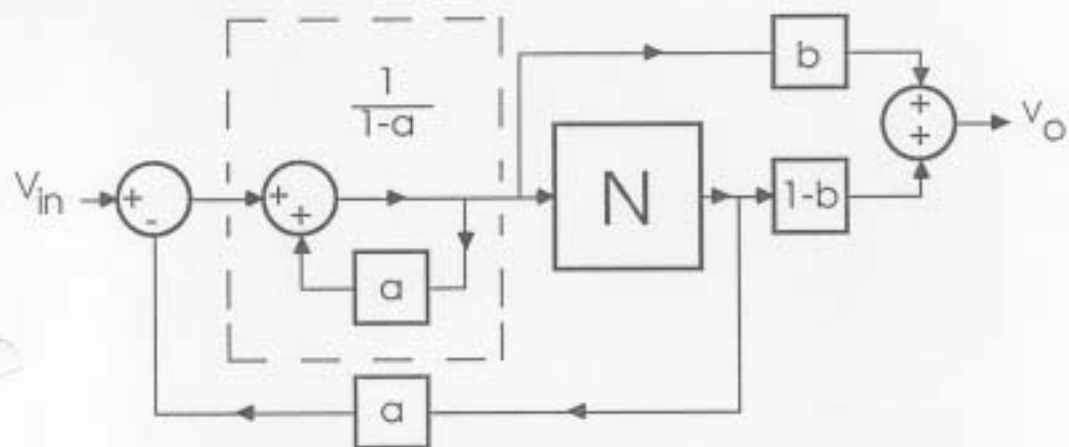 b
1
1-a
+
+
V_o
V_in
+
-
+
+
N
1-b
a
a